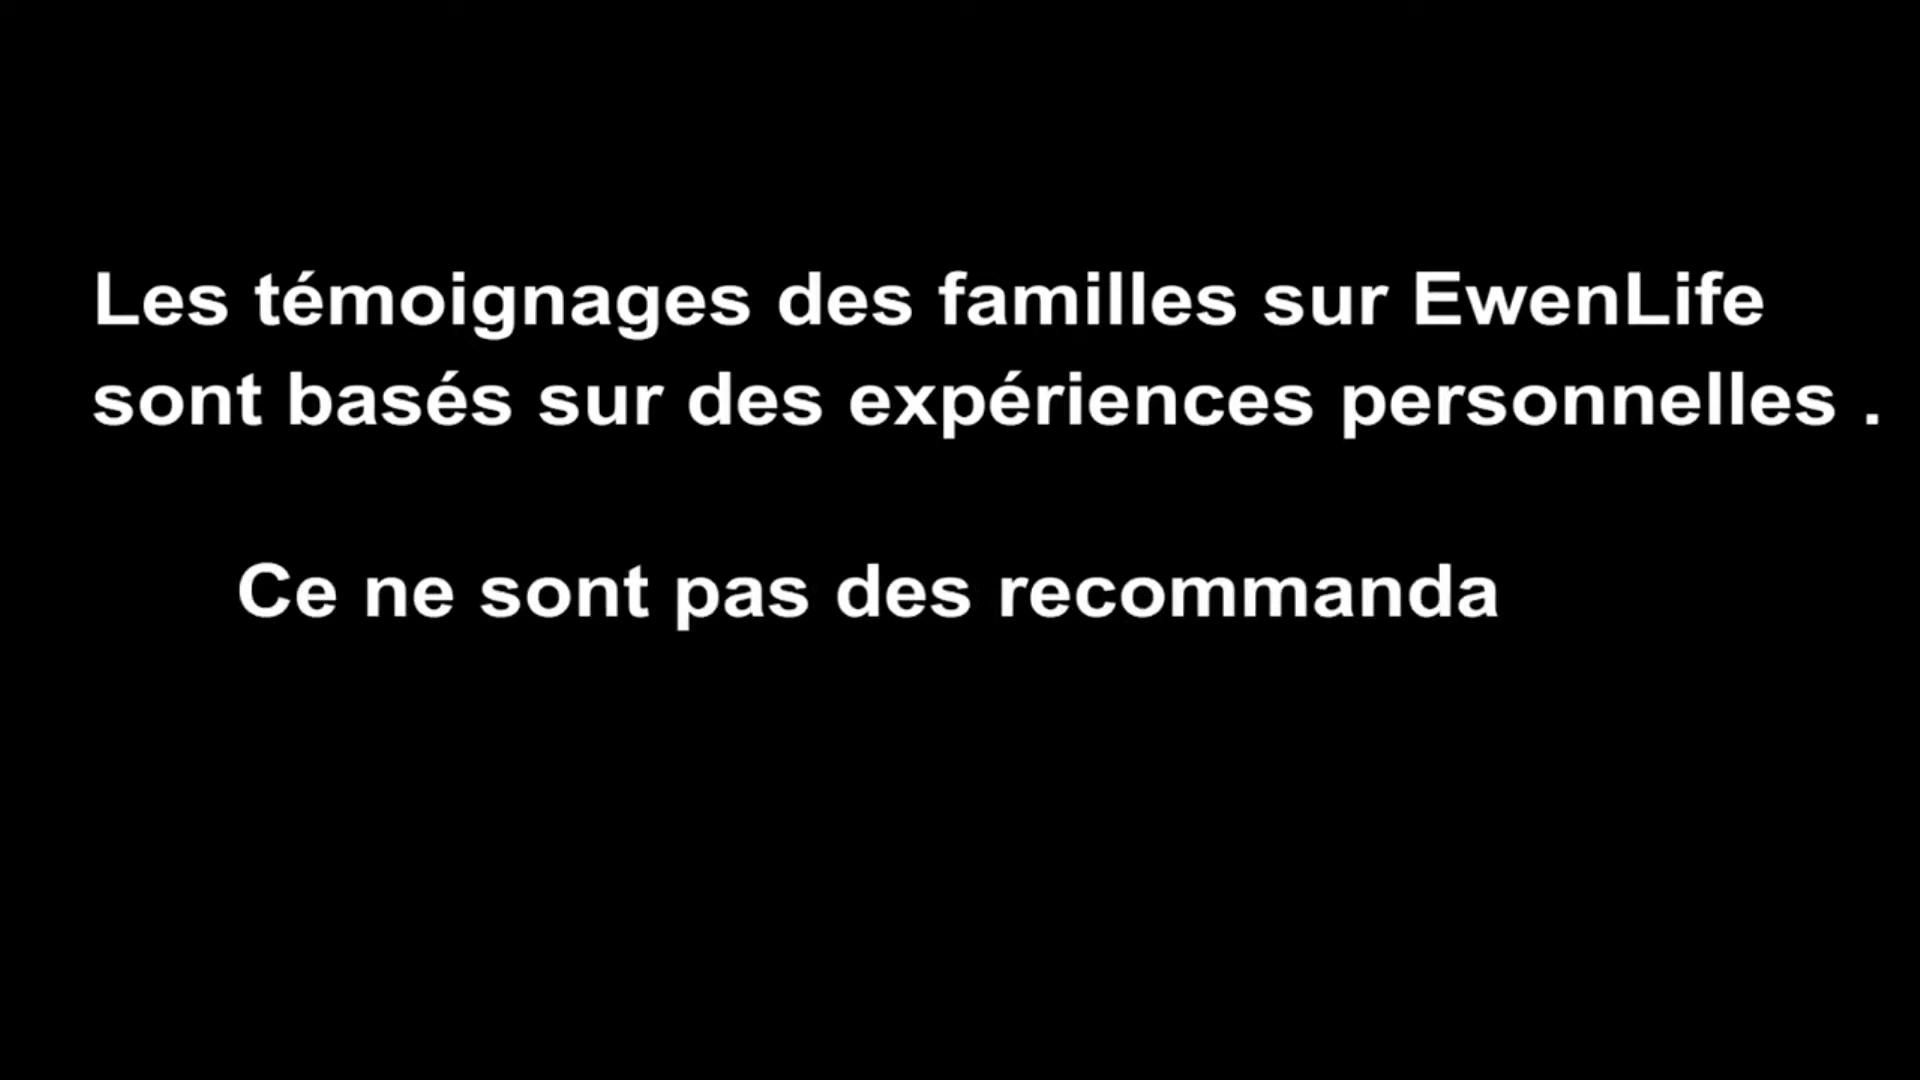 Les témoignages des familles sur EwenLife
sont basés sur des expériences personnelles .
Ce ne sont pas des recommanda